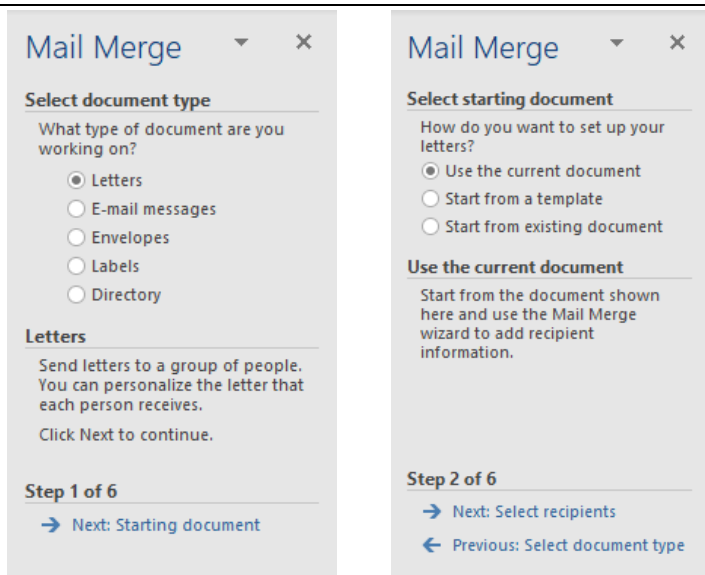 Mail Merge
Select document type
What type of document are you
working on?
Letters
E-mail messages
Envelopes
Labels
Directory
Letters
Send letters to a group of people.
You can personalize the letter that
each person receives.
Click Next to continue.
Step 1 of 6
Next: Starting document
Mail Merge
Select starting document
How do you want to set up your
letters?
Use the current document
Start from a template
Start from existing document
Use the current document
Start from the document shown
here and use the Mail Merge
wizard to add recipient
information.
Step 2 of 6
Next: Select recipients
Previous: Select document type